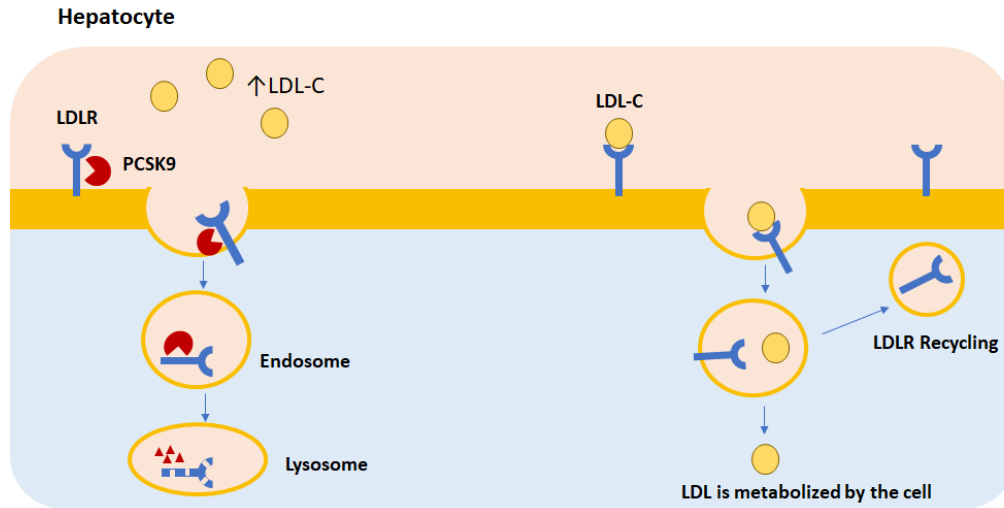 Hepatocyte
↑LDL-C
LDLR
PCSK9
LDL-C
Endosome
Lysosome
LDLR Recycling
LDL is metabolized by the cell